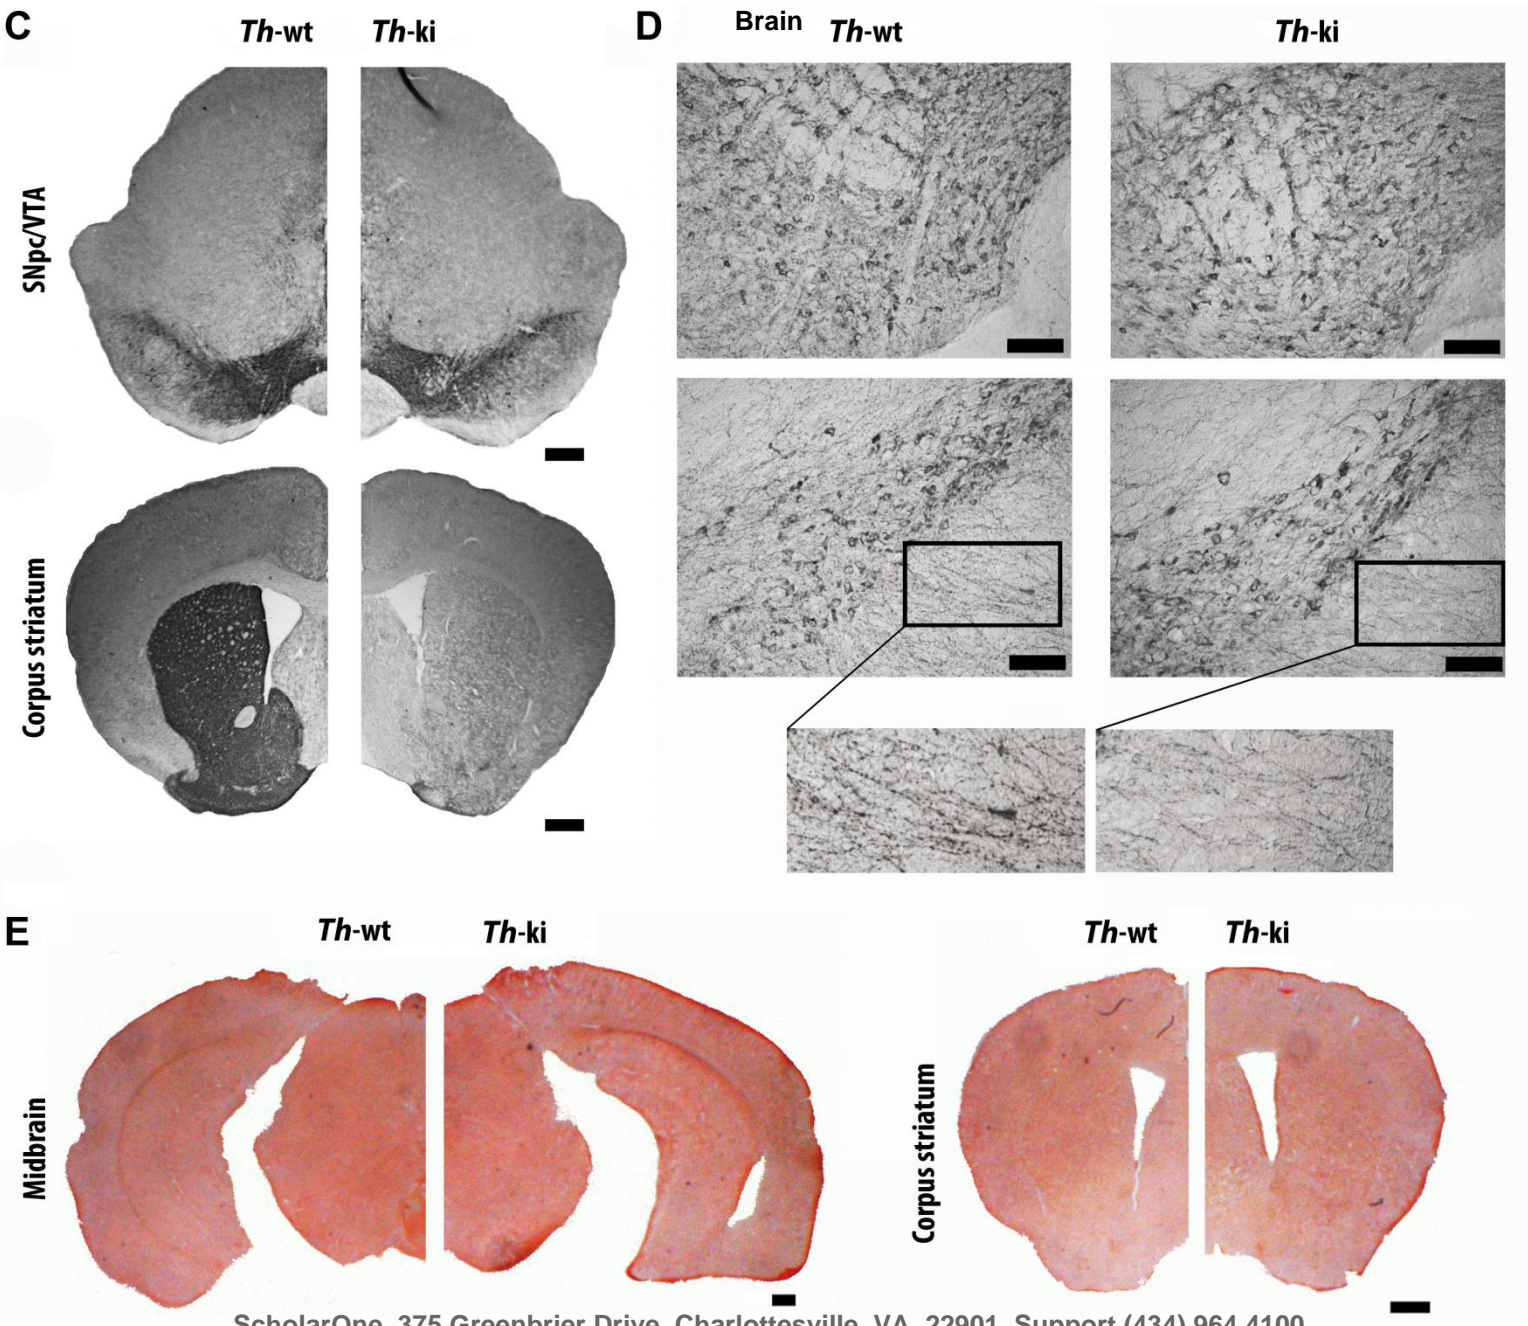 C
Th-wt
Th-ki
SNpc/VTA
Corpus striatum
D
Brain
Th-wt
Th-ki
E
Th-wt
Th-ki
Midbrain
Th-wt
Th-ki
Corpus striatum
ScholarOne, 375 Greenbrier Drive, Charlottesville, VA, 22901 Support (434) 964 4100